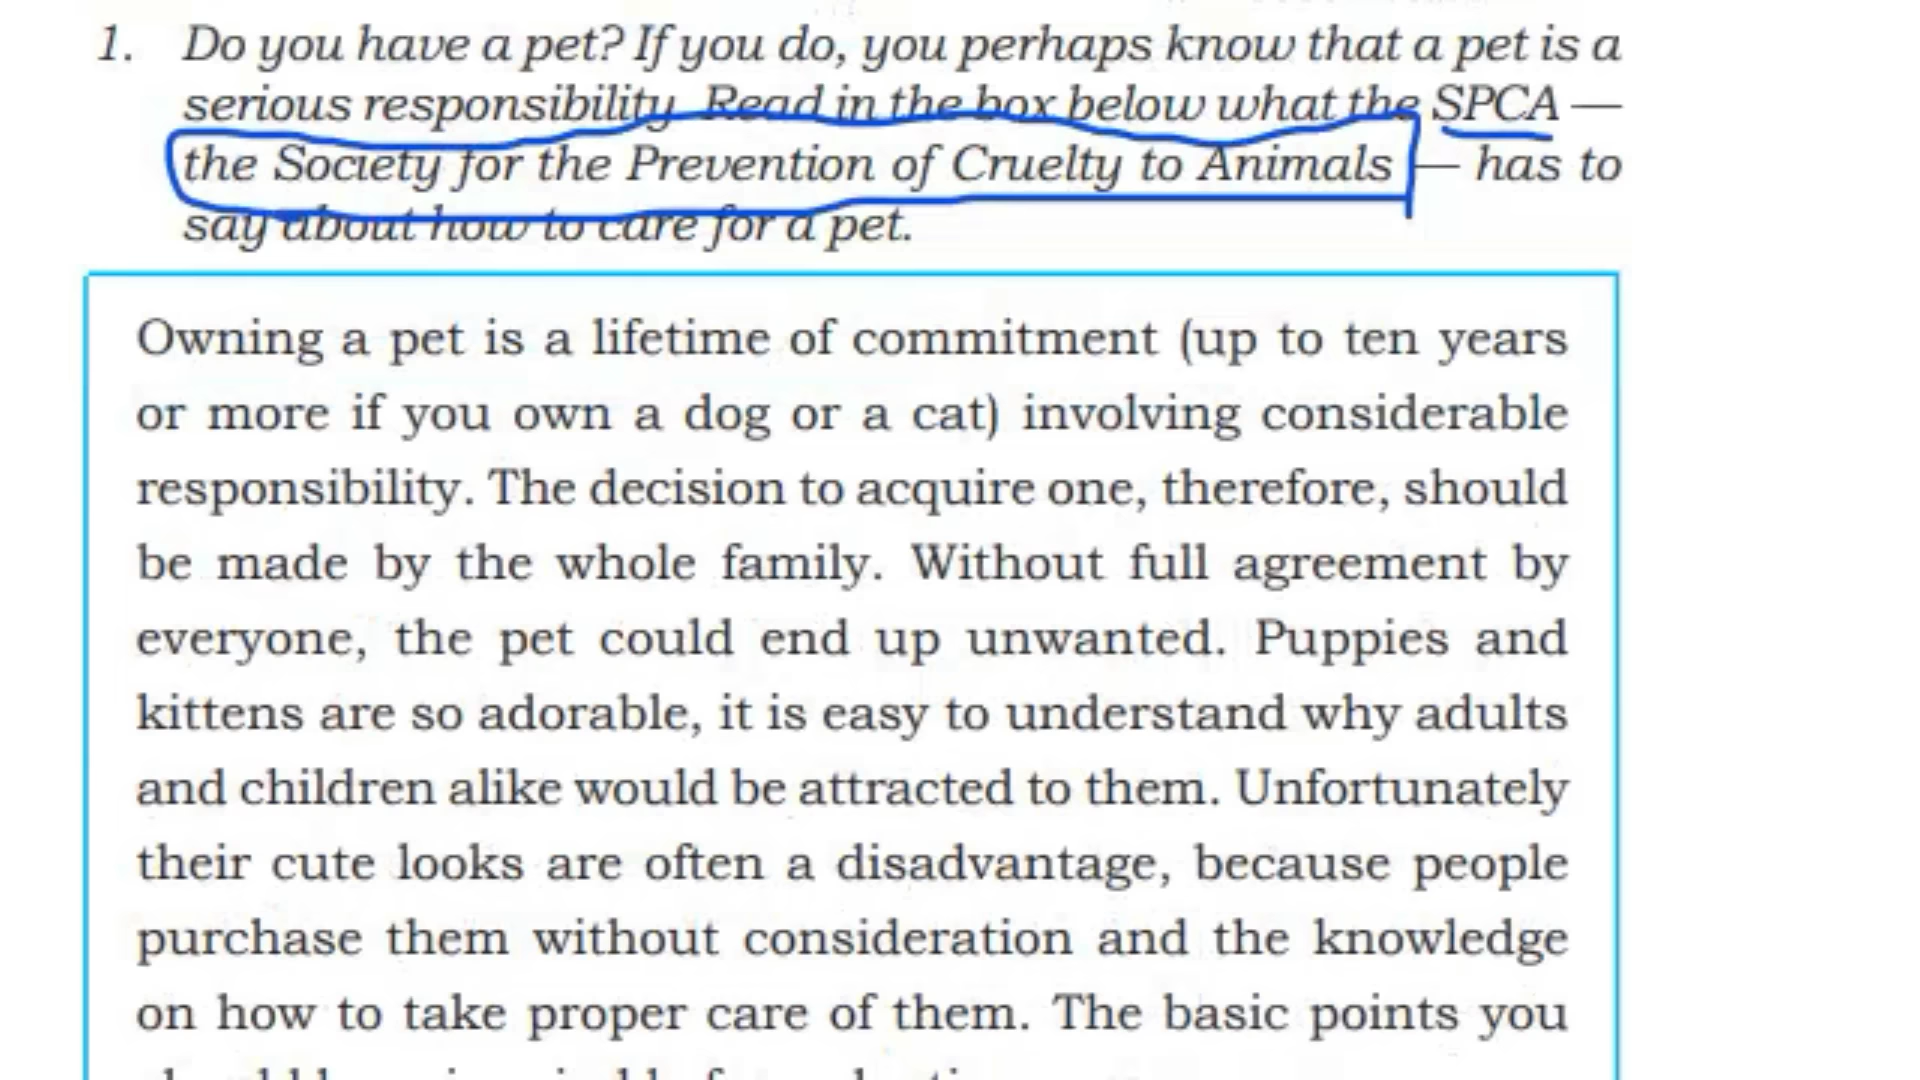 1. Do you have a pet? If you do, you perhaps know that a pet is a
serious responsibility. Read in the box below what the SPCA —
the Society for the Prevention of Cruelty to Animals — has to
say about how to care for a pet.
Owning a pet is a lifetime of commitment (up to ten years
or more if you own a dog or a cat) involving considerable
responsibility. The decision to acquire one, therefore, should
be made by the whole family. Without full agreement by
everyone, the pet could end up unwanted. Puppies and
kittens are so adorable, it is easy to understand why adults
and children alike would be attracted to them. Unfortunately
their cute looks are often a disadvantage, because people
purchase them without consideration and the knowledge
on how to take proper care of them. The basic points you